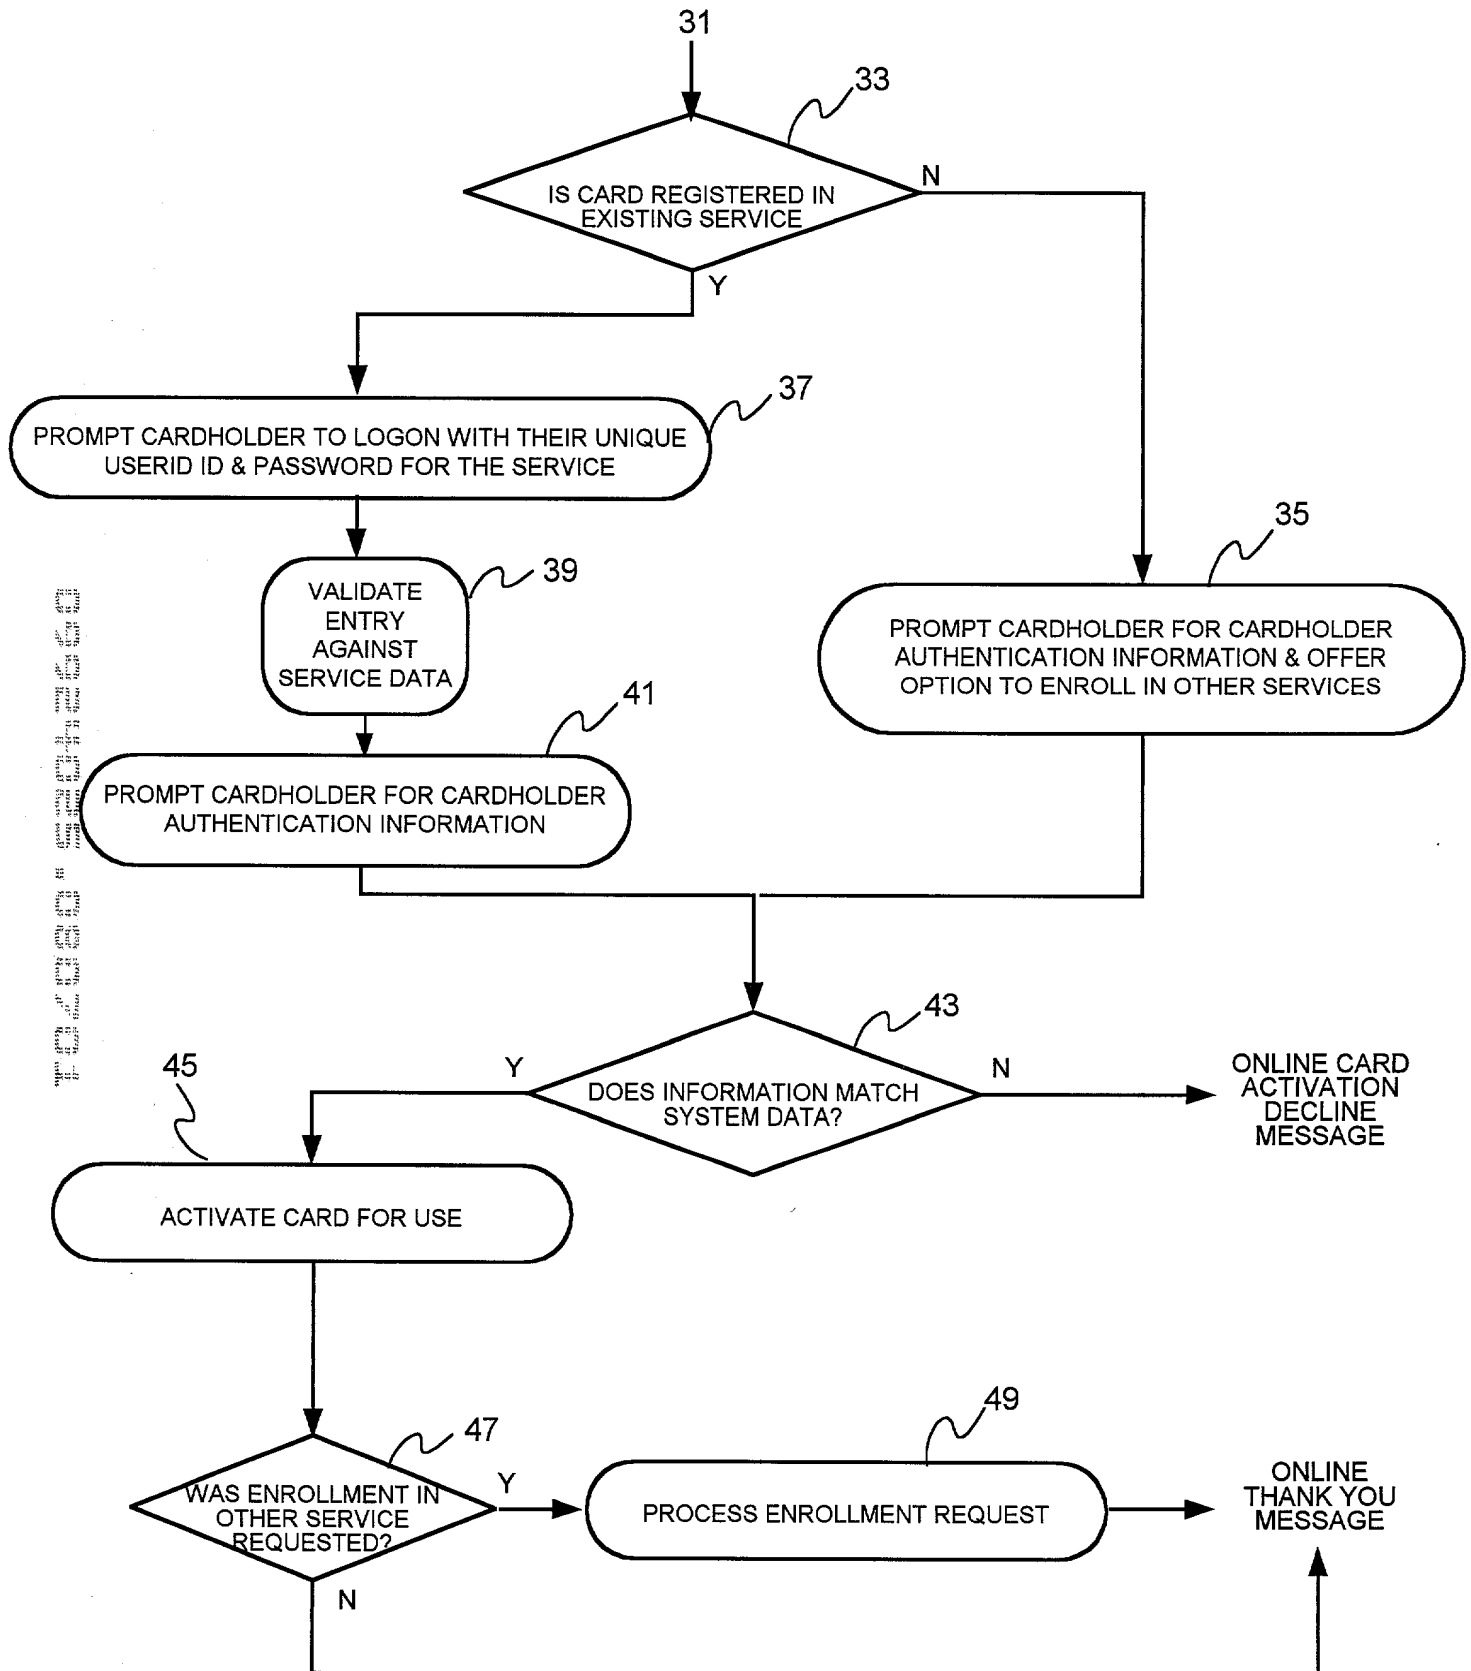 31
33
IS CARD REGISTERED IN
EXISTING SERVICE
N
Y
37
PROMPT CARDHOLDER TO LOGON WITH THEIR UNIQUE
USERID ID & PASSWORD FOR THE SERVICE
35
39
VALIDATE
ENTRY
AGAINST
SERVICE DATA
PROMPT CARDHOLDER FOR CARDHOLDER
AUTHENTICATION INFORMATION & OFFER
OPTION TO ENROLL IN OTHER SERVICES
41
PROMPT CARDHOLDER FOR CARDHOLDER
AUTHENTICATION INFORMATION
43
Y
DOES INFORMATION MATCH
SYSTEM DATA?
N
ONLINE CARD
ACTIVATION
DECLINE
MESSAGE
45
ACTIVATE CARD FOR USE
47
WAS ENROLLMENT IN
OTHER SERVICE
REQUESTED?
Y
49
PROCESS ENROLLMENT REQUEST
ONLINE
THANK YOU
MESSAGE
N